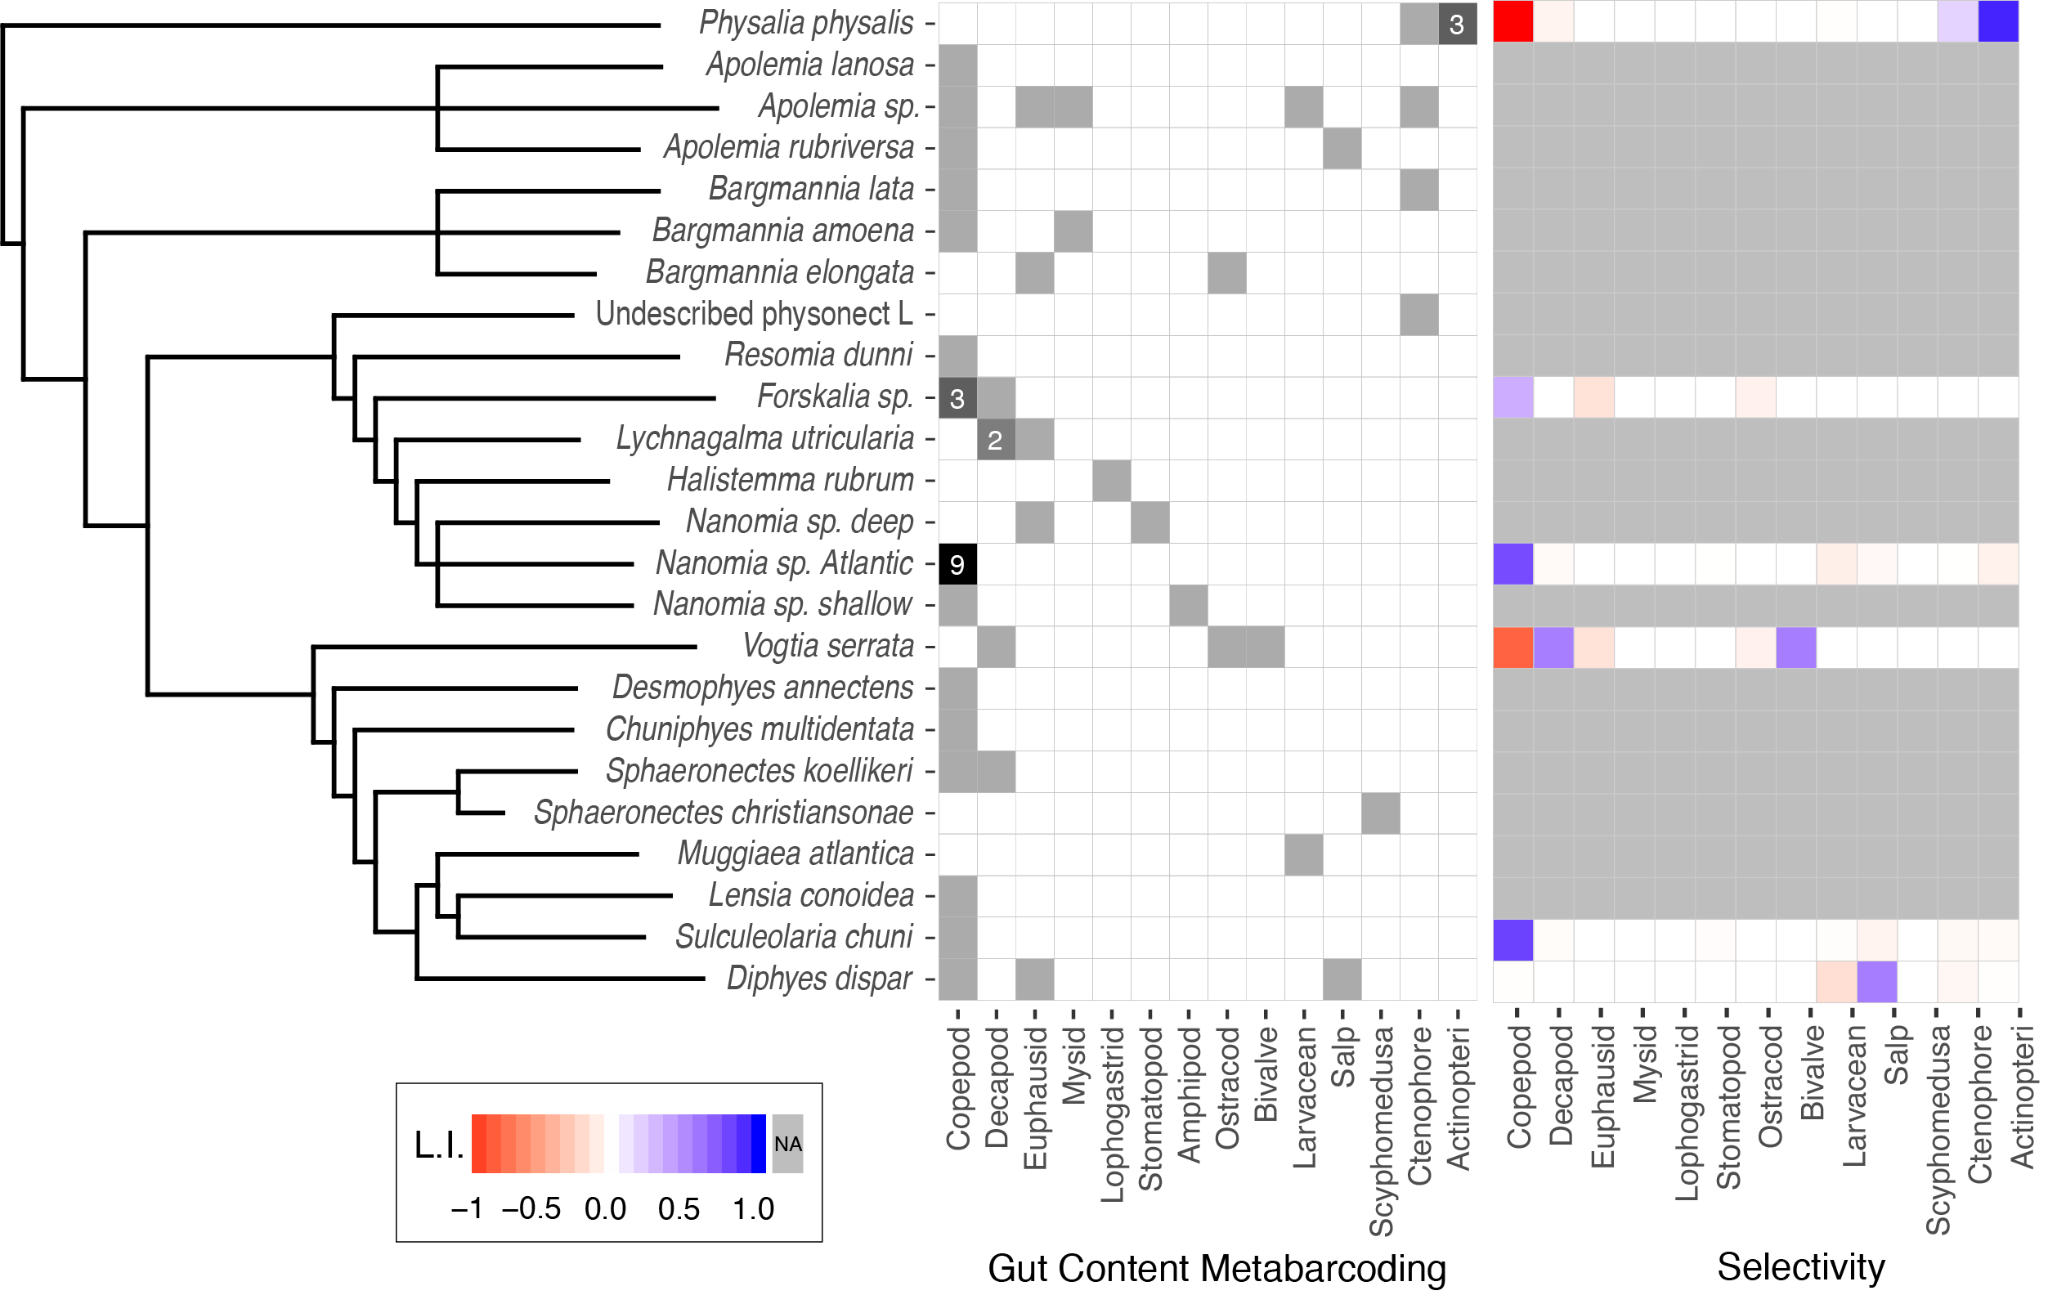 Physalia physalis
3
Apolemia lanosa
Apolemia sp.
Apolemia rubriversa
Bargmannia lata
Bargmannia amoena
Bargmannia elongata
Undescribed physonect L
Resomia dunni
Forskalia sp.
3
Lychnagalma utricularia
2
Halistemma rubrum
Nanomia sp. deep
Nanomia sp. Atlantic
9
Nanomia sp. shallow
Vogtia serrata
Desmophyes annectens
Chuniphyes multidentata
Sphaeronectes koellikeri
Sphaeronectes christiansonae
Muggiaea atlantica
Lensia conoidea
Sulculeolaria chuni
Diphyes dispar
Copepod
Decapod
Euphausid
Mysid
Lophogastrid
Stomatopod
Amphipod
Ostracod
Bivalve
Larvacean
Salp
Scyphomedusa
Ctenophore
Actinopteri
Gut Content Metabarcoding
Copepod
Decapod
Euphausid
Mysid
Lophogastrid
Stomatopod
Ostracod
Bivalve
Larvacean
Salp
Scyphomedusa
Ctenophore
Actinopteri
Selectivity
L.I.
NA
−1 −0.5 0.0 0.5 1.0